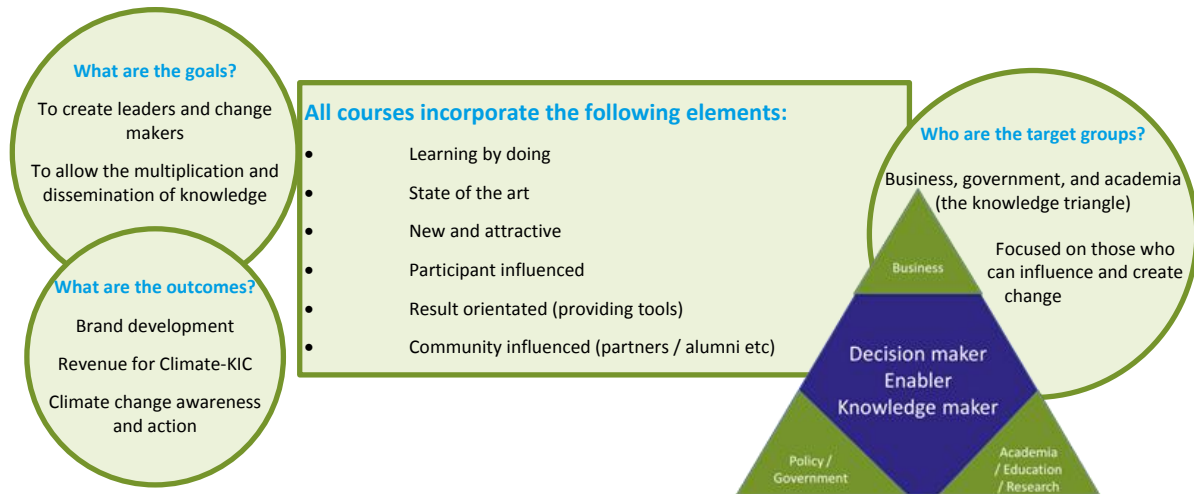 What are the goals?
To create leaders and change
makers
To allow the multiplication and
dissemination of knowledge
What are the outcomes?
Brand development
Revenue for Climate-KIC
Climate change awareness
and action
All courses incorporate the following elements:
• Learning by doing
• State of the art
• New and attractive
• Participant influenced
• Result orientated (providing tools)
• Community influenced (partners / alumni etc)
Who are the target groups?
Business, government, and academia
(the knowledge triangle)
Focused on those who
can influence and create
change
Business
Decision maker
Enabler
Knowledge maker
Policy /
Government
Academia
/ Education
/ Research